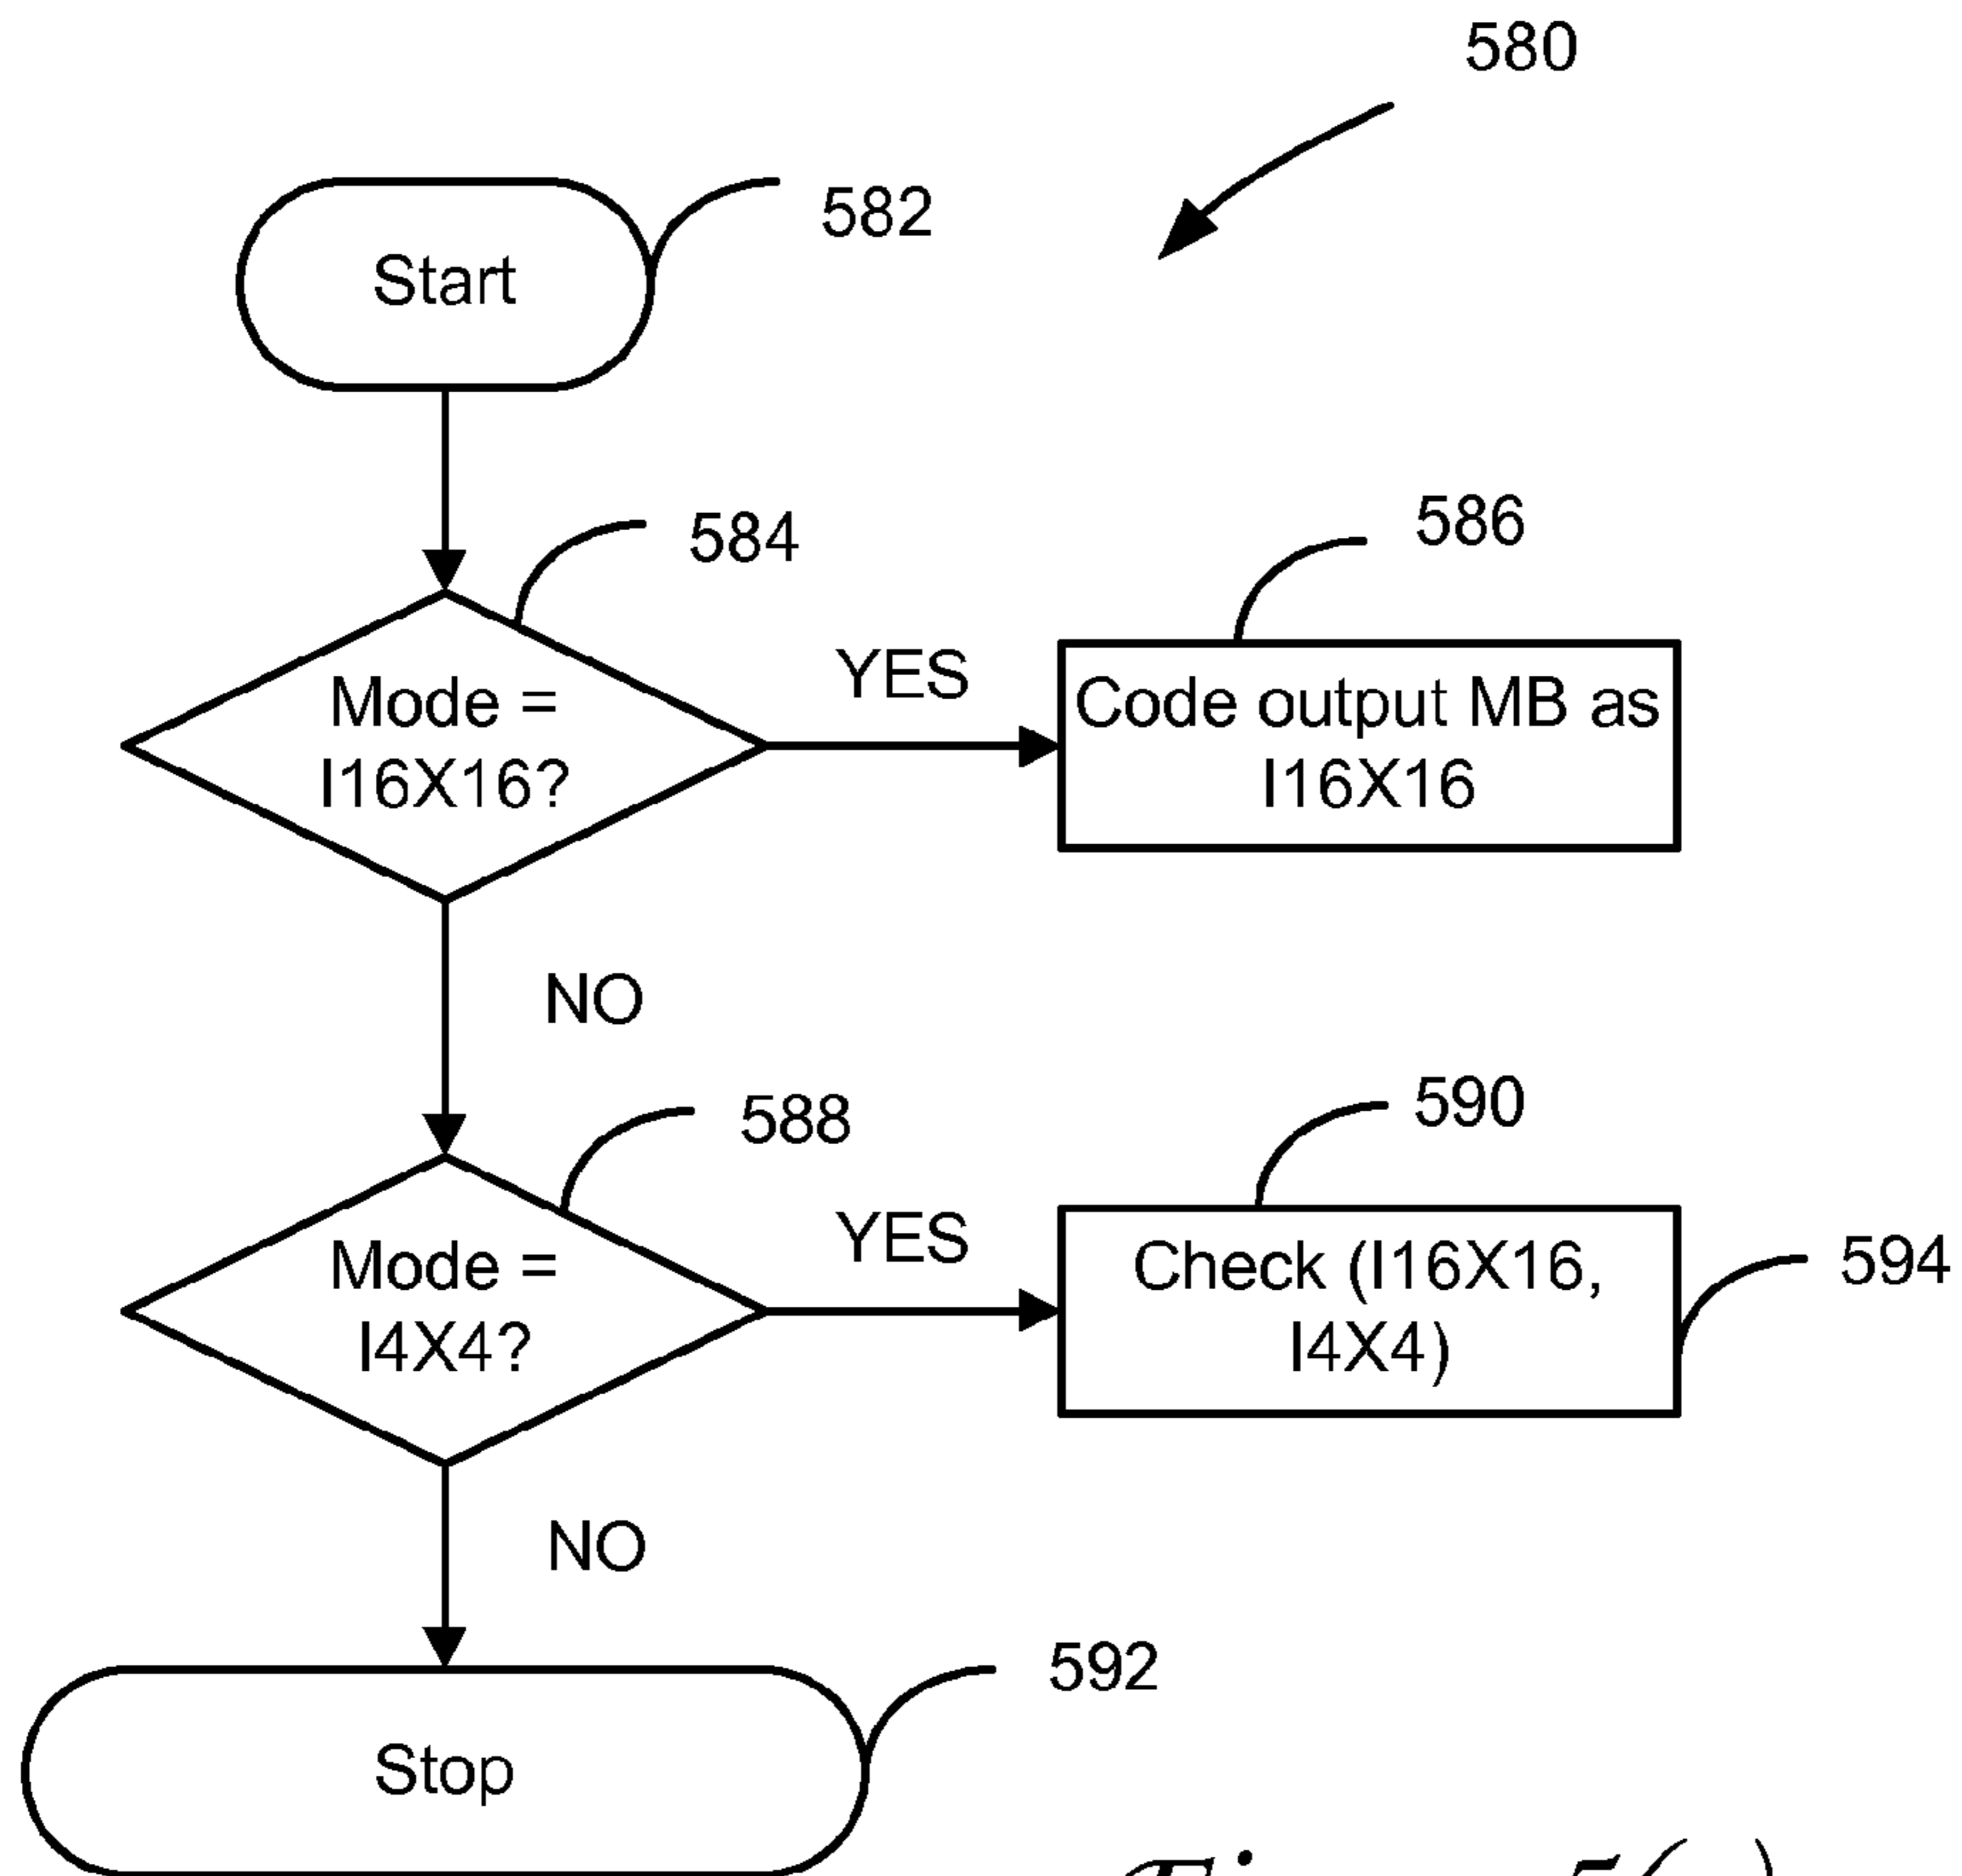 580
582
Start
584
586
Mode =
I16X16?
YES
Code output MB as
I16X16
NO
588
590
Mode =
I4X4?
YES
Check (I16X16,
I4X4)
594
NO
592
Stop